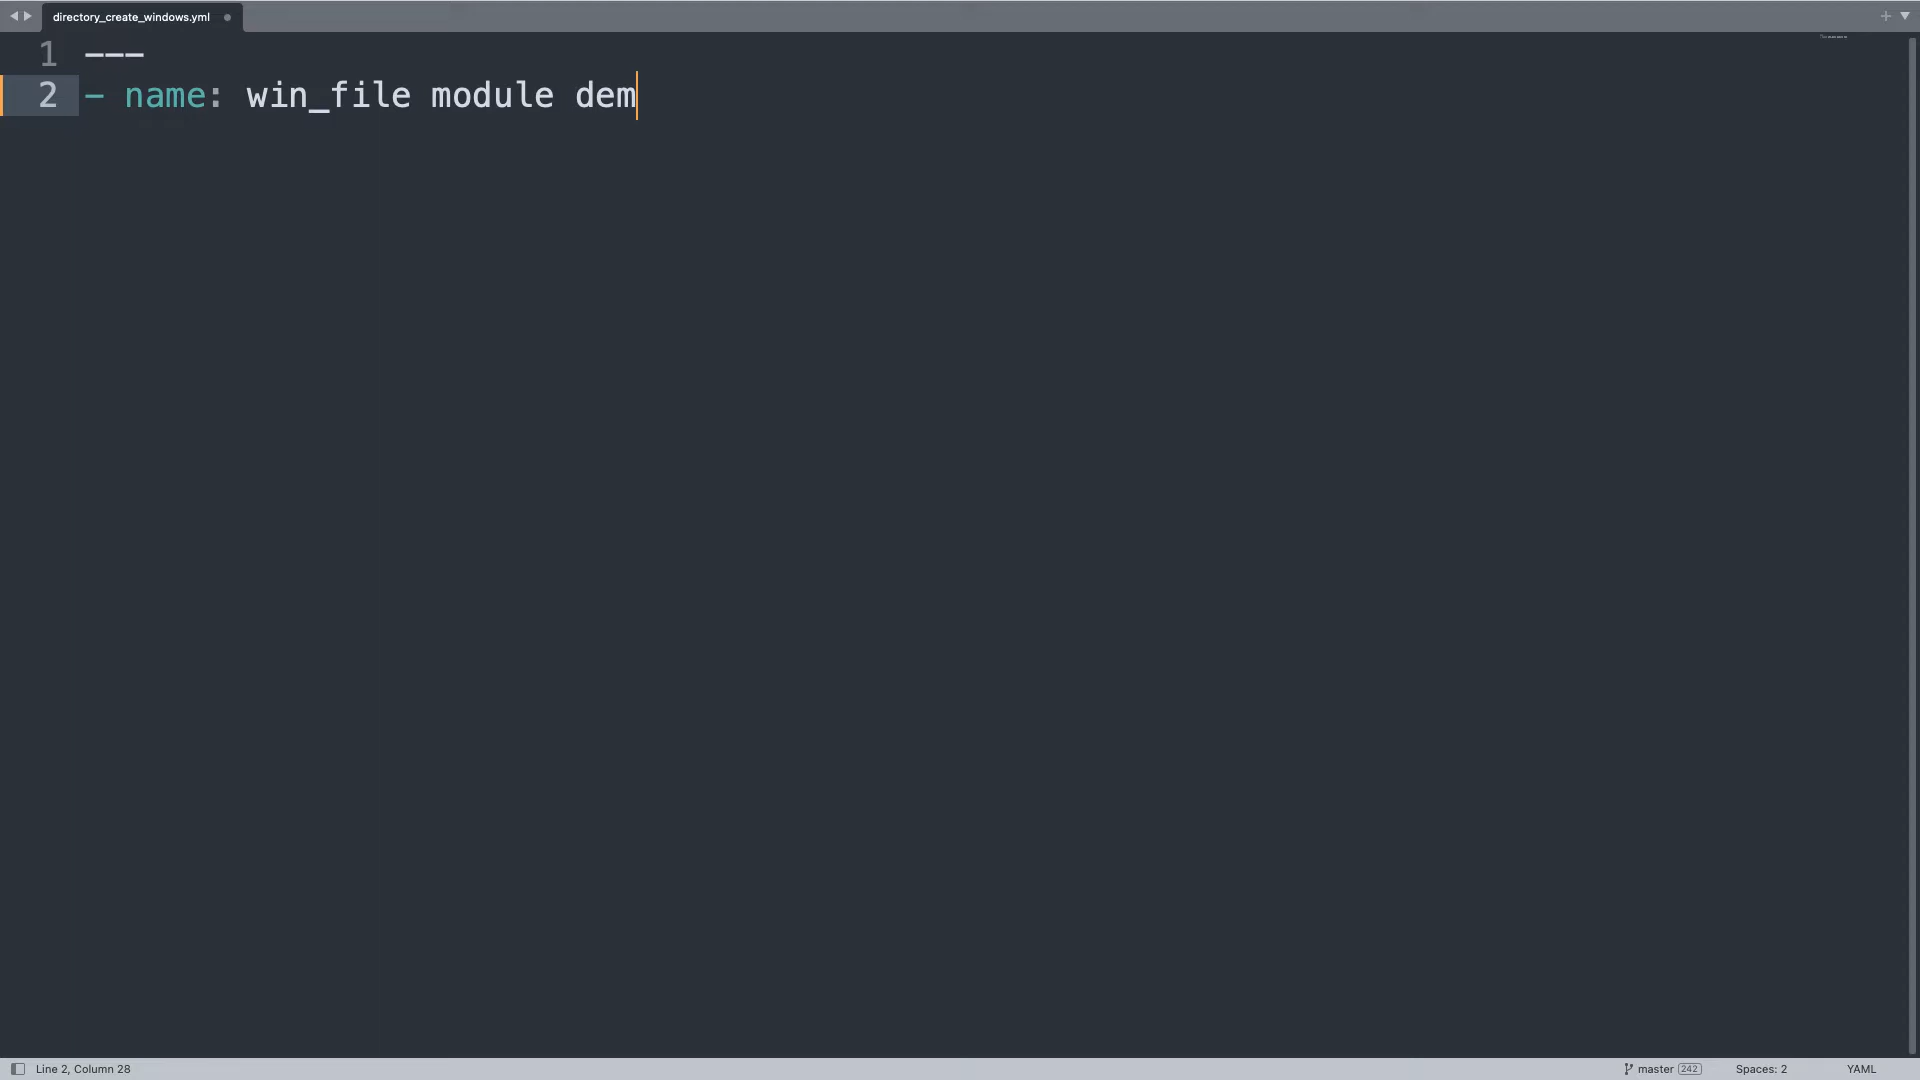 directory_create_windows.yml
1 ---
2 - name: win_file module dem
Line 2, Column 28
master 242
Spaces: 2
YAML